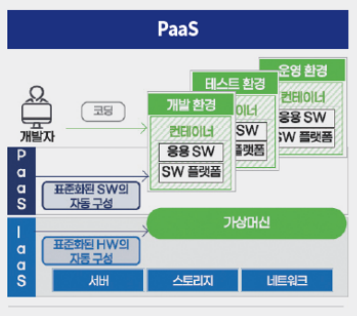 PaaS
운영 환경
컨테이너
응용 SW
SW 플랫폼
테스트 환경
이너
SW
플랫폼
개발 환경
컨테이너
응용 SW
SW 플랫폼
코딩
개발자
PaaS
표준화된 SW의
자동 구성
가상머신
IaaS
표준화된 HW의
자동 구성
서버
스토리지
네트워크